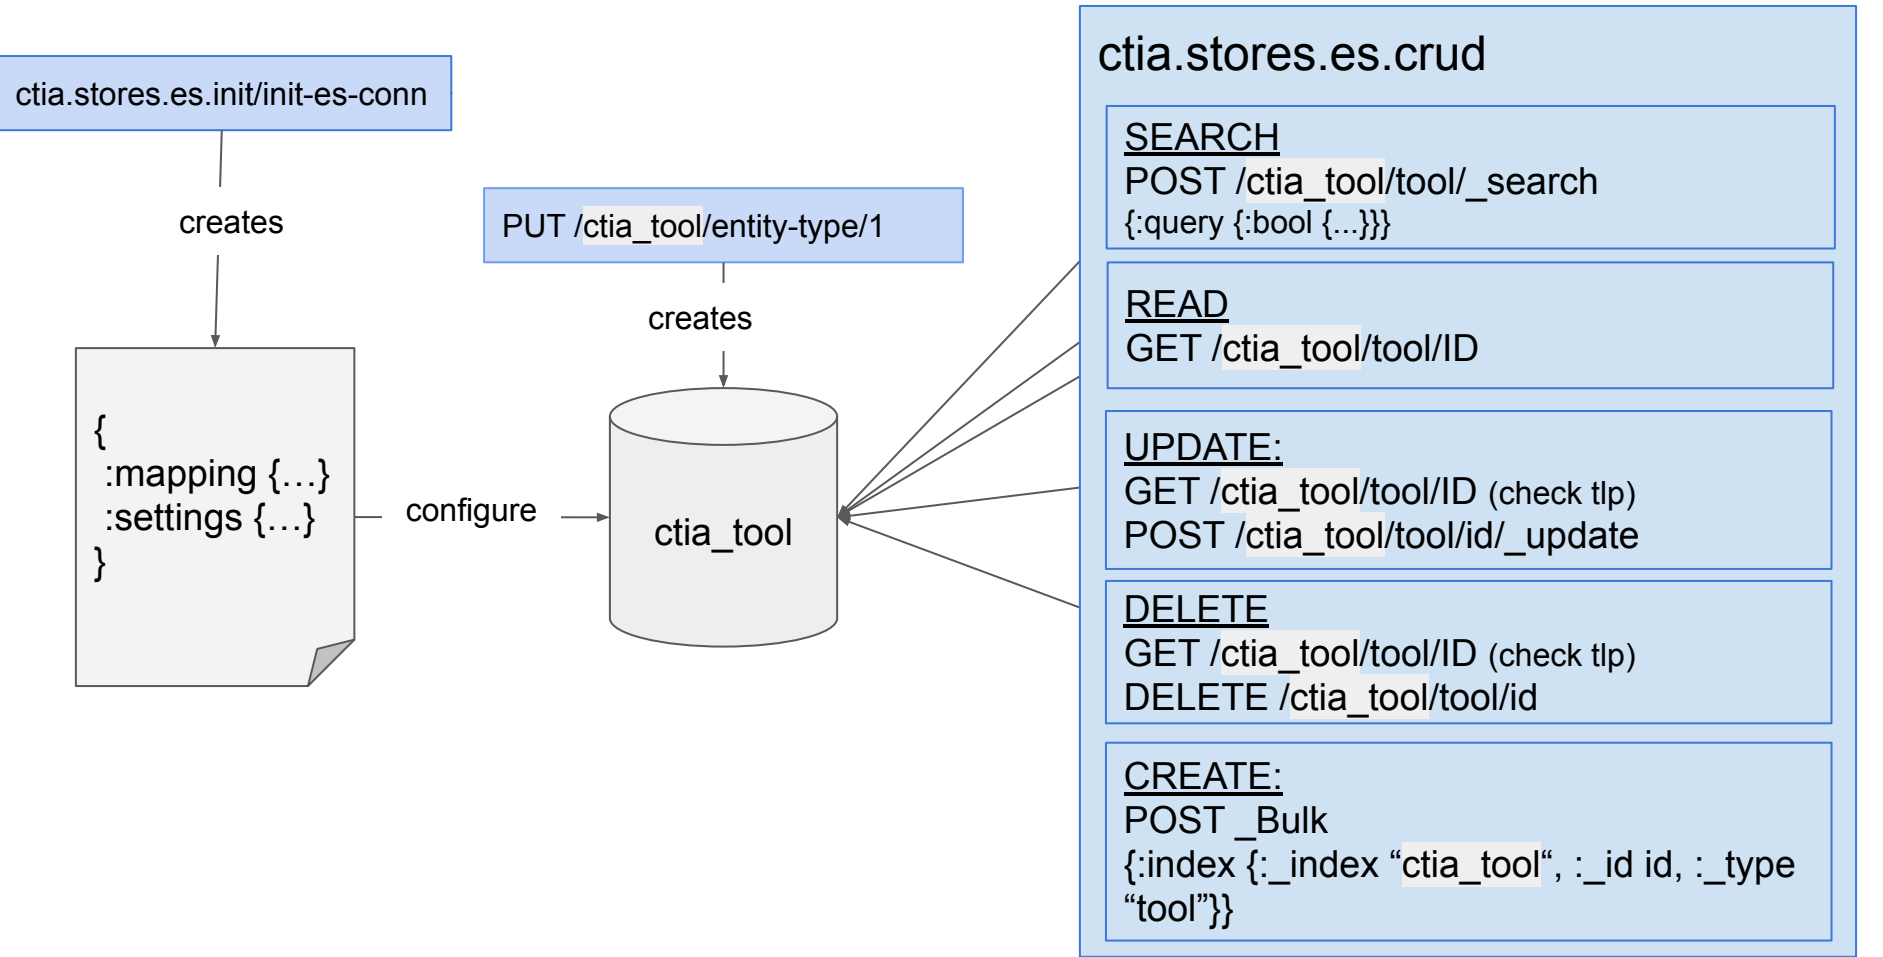 ctia.stores.es.init/init-es-conn
creates
{
:mapping {…}
:settings {…}
}
configure
PUT /ctia_tool/entity-type/1
creates
ctia_tool
ctia.stores.es.crud
SEARCH
POST /ctia_tool/tool/_search
{:query {:bool {...}}}
READ
GET /ctia_tool/tool/ID
UPDATE:
GET /ctia_tool/tool/ID (check tlp)
POST /ctia_tool/tool/id/_update
DELETE
GET /ctia_tool/tool/ID (check tlp)
DELETE /ctia_tool/tool/id
CREATE:
POST _Bulk
{:index {:_index “ctia_tool“, :_id id, :_type
“tool”}}